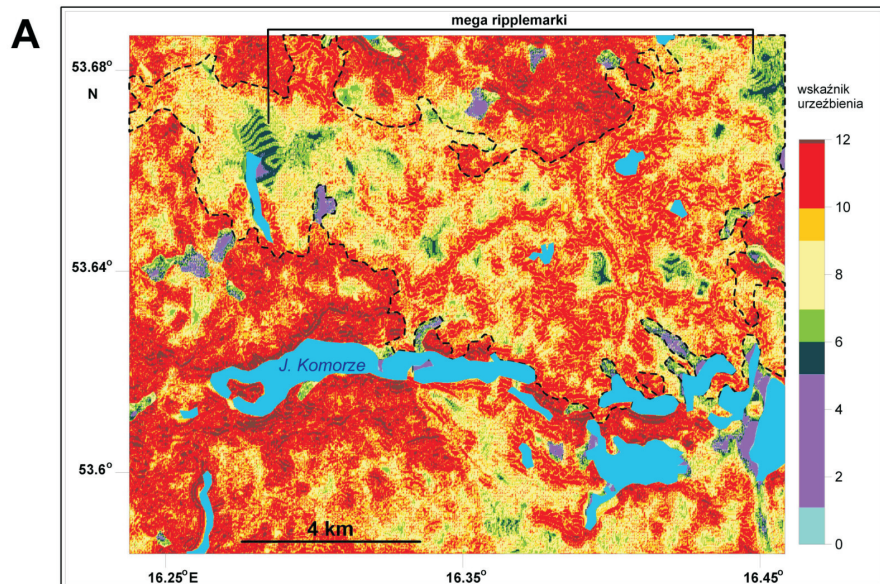 A
mega ripplemarki
53.68°
N
53.64°
53.6°
J. Komorze
4 km
16.25°E
16.35°
16.45°
wskaźnik
urzeźbienia
12
10
8
6
4
2
0